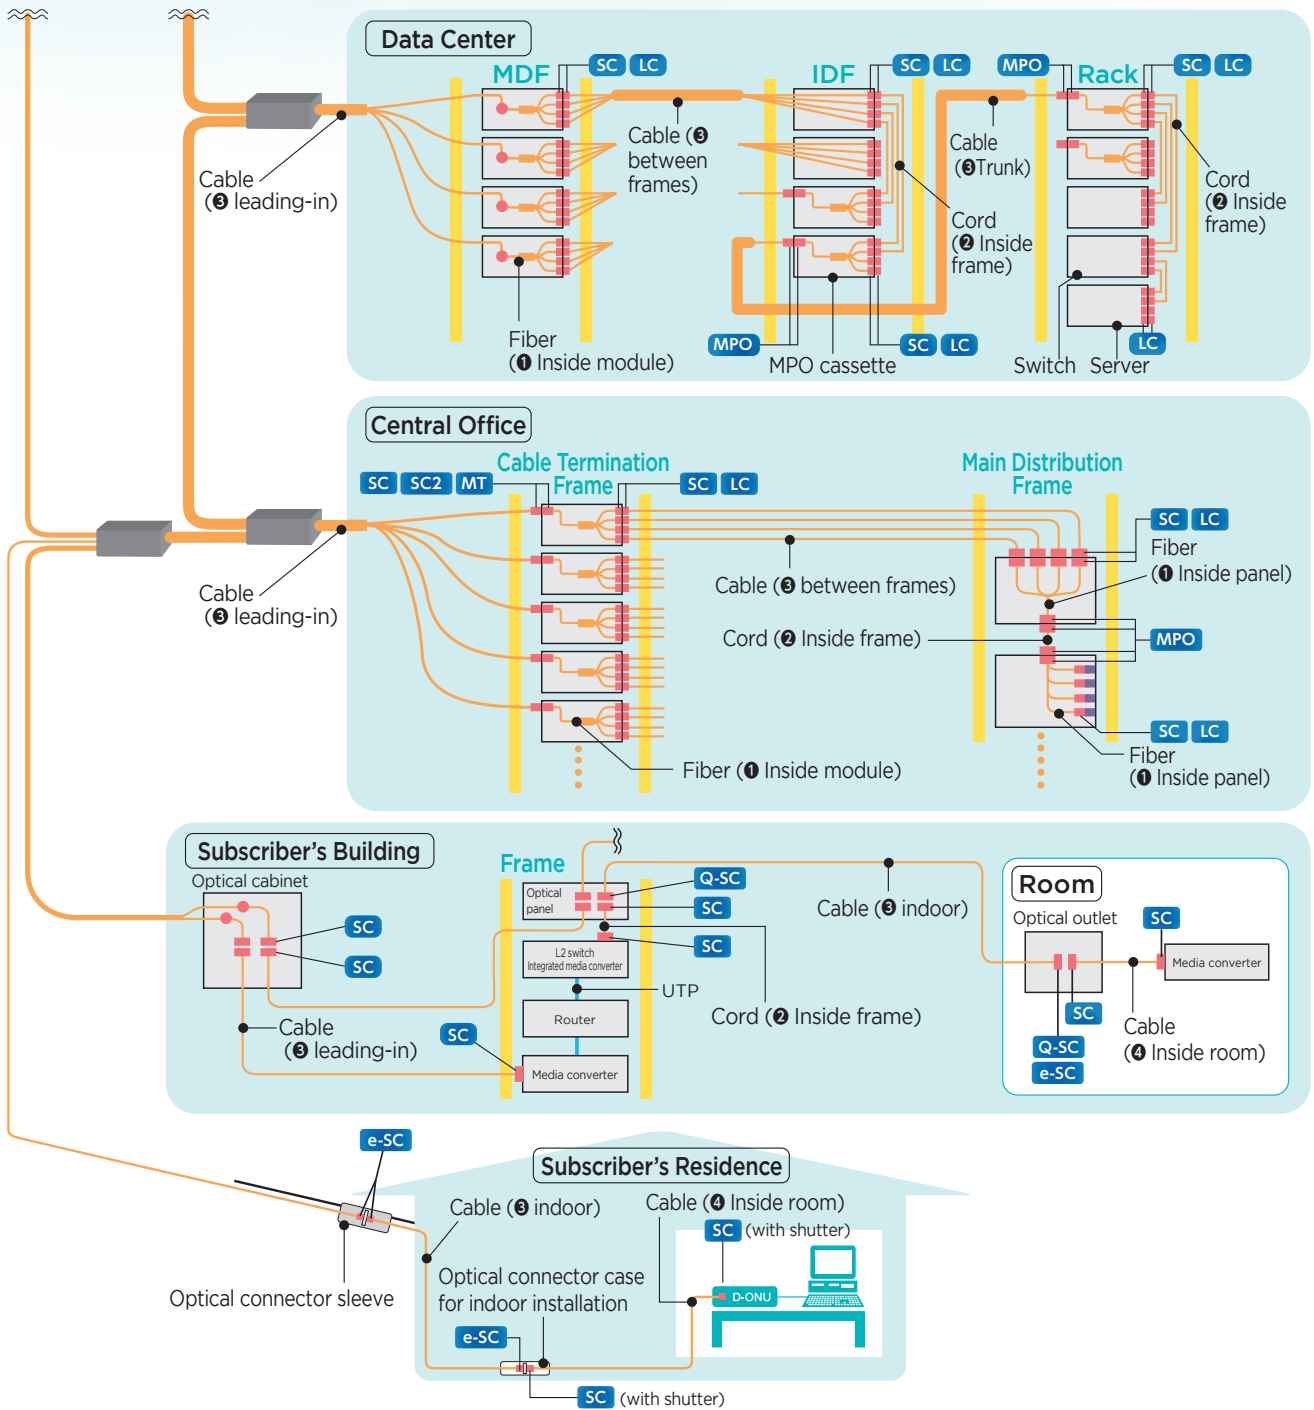 Data Center
MDF
SC LC
IDF
SC LC
MPO
Rack
SC LC
Cable (❸
between
frames)
Cable
(❸Trunk)
Cable
(❸ leading-in)
Cord
(❷ Inside
frame)
Cord
(❷ Inside
frame)
Fiber
(❶ Inside module)
MPO
MPO cassette
SC LC
LC
Switch
Server
Central Office
Cable Termination
Frame
SC SC2 MT
SC LC
Main Distribution
Frame
SC LC
Fiber
(❶ Inside panel)
Cable (❸ between frames)
Cable
(❸ leading-in)
Cord (❷ Inside frame)
MPO
SC LC
Fiber
(❶ Inside panel)
Fiber (❶ Inside module)
Subscriber's Building
Optical cabinet
SC
SC
Frame
Optical
panel
Q-SC
SC
SC
L2 switch
Integrated media converter
UTP
Router
Cord (❷ Inside frame)
Cable
(❸ leading-in)
SC
Media converter
Cable (❸ indoor)
Room
Optical outlet
SC
Media converter
SC
Q-SC
e-SC
Cable
(❹ Inside room)
e-SC
Subscriber's Residence
Cable (❸ indoor)
Cable (❹ Inside room)
SC (with shutter)
Optical connector sleeve
Optical connector case
for indoor installation
D-ONU
e-SC
SC (with shutter)